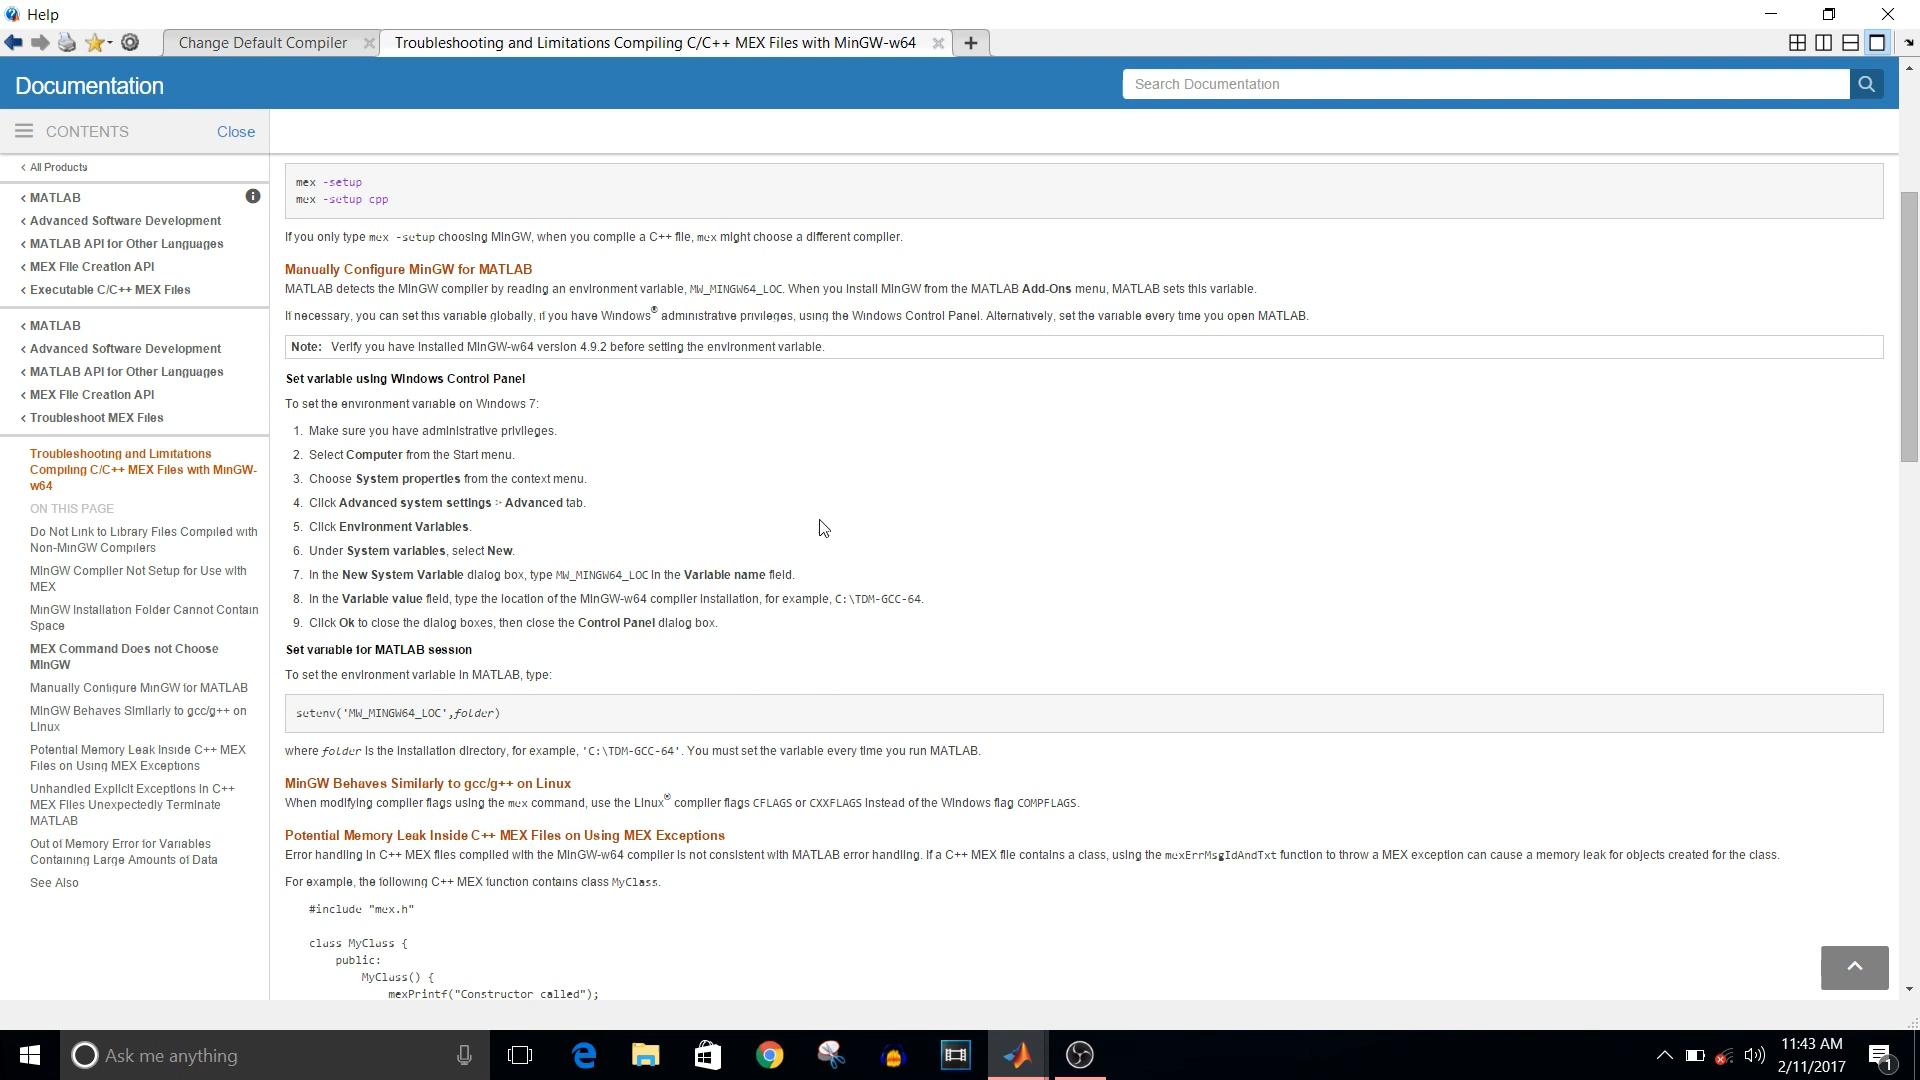 Help
Change Default Compiler
Troubleshooting and Limitations Compiling C/C++ MEX Files with MinGW-w64
Documentation
Search Documentation
CONTENTS
Close
< All Products
< MATLAB
< Advanced Software Development
< MATLAB API for Other Languages
< MEX File Creation API
< Executable C/C++ MEX Files
< MATLAB
< Advanced Software Development
< MATLAB API for Other Languages
< MEX File Creation API
< Troubleshoot MEX Files
Troubleshooting and Limitations
Compiling C/C++ MEX Files with MinGW-
w64
ON THIS PAGE
Do Not Link to Library Files Compiled with
Non-MinGW Compilers
MinGW Compiler Not Setup for Use with
MEX
MinGW Installation Folder Cannot Contain
Space
MEX Command Does not Choose
MinGW
Manually Configure MinGW for MATLAB
MinGW Behaves Similarly to gcc/g++ on
Linux
Potential Memory Leak Inside C++ MEX
Files on Using MEX Exceptions
Unhandled Explicit Exceptions in C++
MEX Files Unexpectedly Terminate
MATLAB
Out of Memory Error for Variables
Containing Large Amounts of Data
See Also
mex -setup
mex -setup cpp
If you only type mex -setup choosing MinGW, when you compile a C++ file, mex might choose a different compiler.
Manually Configure MinGW for MATLAB
MATLAB detects the MinGW compiler by reading an environment variable, MW_MINGW64_LOC. When you install MinGW from the MATLAB Add-Ons menu, MATLAB sets this variable.
If necessary, you can set this variable globally, if you have Windows® administrative privileges, using the Windows Control Panel. Alternatively, set the variable every time you open MATLAB.
Note: Verify you have installed MinGW-w64 version 4.9.2 before setting the environment variable.
Set variable using Windows Control Panel
To set the environment variable on Windows 7:
1. Make sure you have administrative privileges.
2. Select Computer from the Start menu.
3. Choose System properties from the context menu.
4. Click Advanced system settings > Advanced tab.
5. Click Environment Variables.
6. Under System variables, select New.
7. In the New System Variable dialog box, type MW_MINGW64_LOC in the Variable name field.
8. In the Variable value field, type the location of the MinGW-w64 compiler installation, for example, C:\TDM-GCC-64.
9. Click Ok to close the dialog boxes, then close the Control Panel dialog box.
Set variable for MATLAB session
To set the environment variable in MATLAB, type:
setenv('MW_MINGW64_LOC',folder)
where folder is the installation directory, for example, 'C:\TDM-GCC-64'. You must set the variable every time you run MATLAB.
MinGW Behaves Similarly to gcc/g++ on Linux
When modifying compiler flags using the mex command, use the Linux® compiler flags CFLAGS or CXXFLAGS instead of the Windows flag COMPFLAGS.
Potential Memory Leak Inside C++ MEX Files on Using MEX Exceptions
Error handling in C++ MEX files compiled with the MinGW-w64 compiler is not consistent with MATLAB error handling. If a C++ MEX file contains a class, using the mexErrMsgIdAndTxt function to throw a MEX exception can cause a memory leak for objects created for the class.
For example, the following C++ MEX function contains class MyClass.
#include "mex.h"
class MyClass {
public:
MyClass() {
mexPrintf("Constructor called");
Ask me anything
11:43 AM
2/11/2017
1